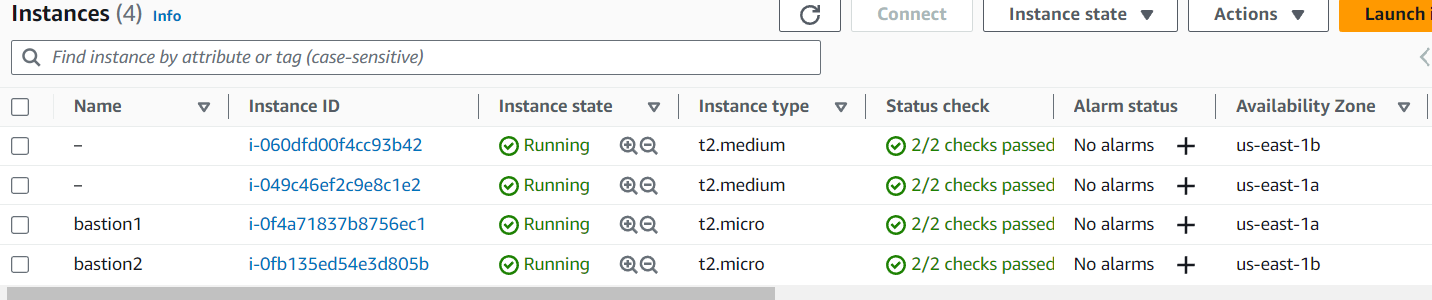 Instances (4) Info Connect Instance state Actions Launch i
Find instance by attribute or tag (case-sensitive)
Name Instance ID Instance state Instance type Status check Alarm status Availability Zone
– i-060dfd00f4cc93b42 Running t2.medium 2/2 checks passed No alarms us-east-1b
– i-049c46ef2c9e8c1e2 Running t2.medium 2/2 checks passed No alarms us-east-1a
bastion1 i-0f4a71837b8756ec1 Running t2.micro 2/2 checks passed No alarms us-east-1a
bastion2 i-0fb135ed54e3d805b Running t2.micro 2/2 checks passed No alarms us-east-1b